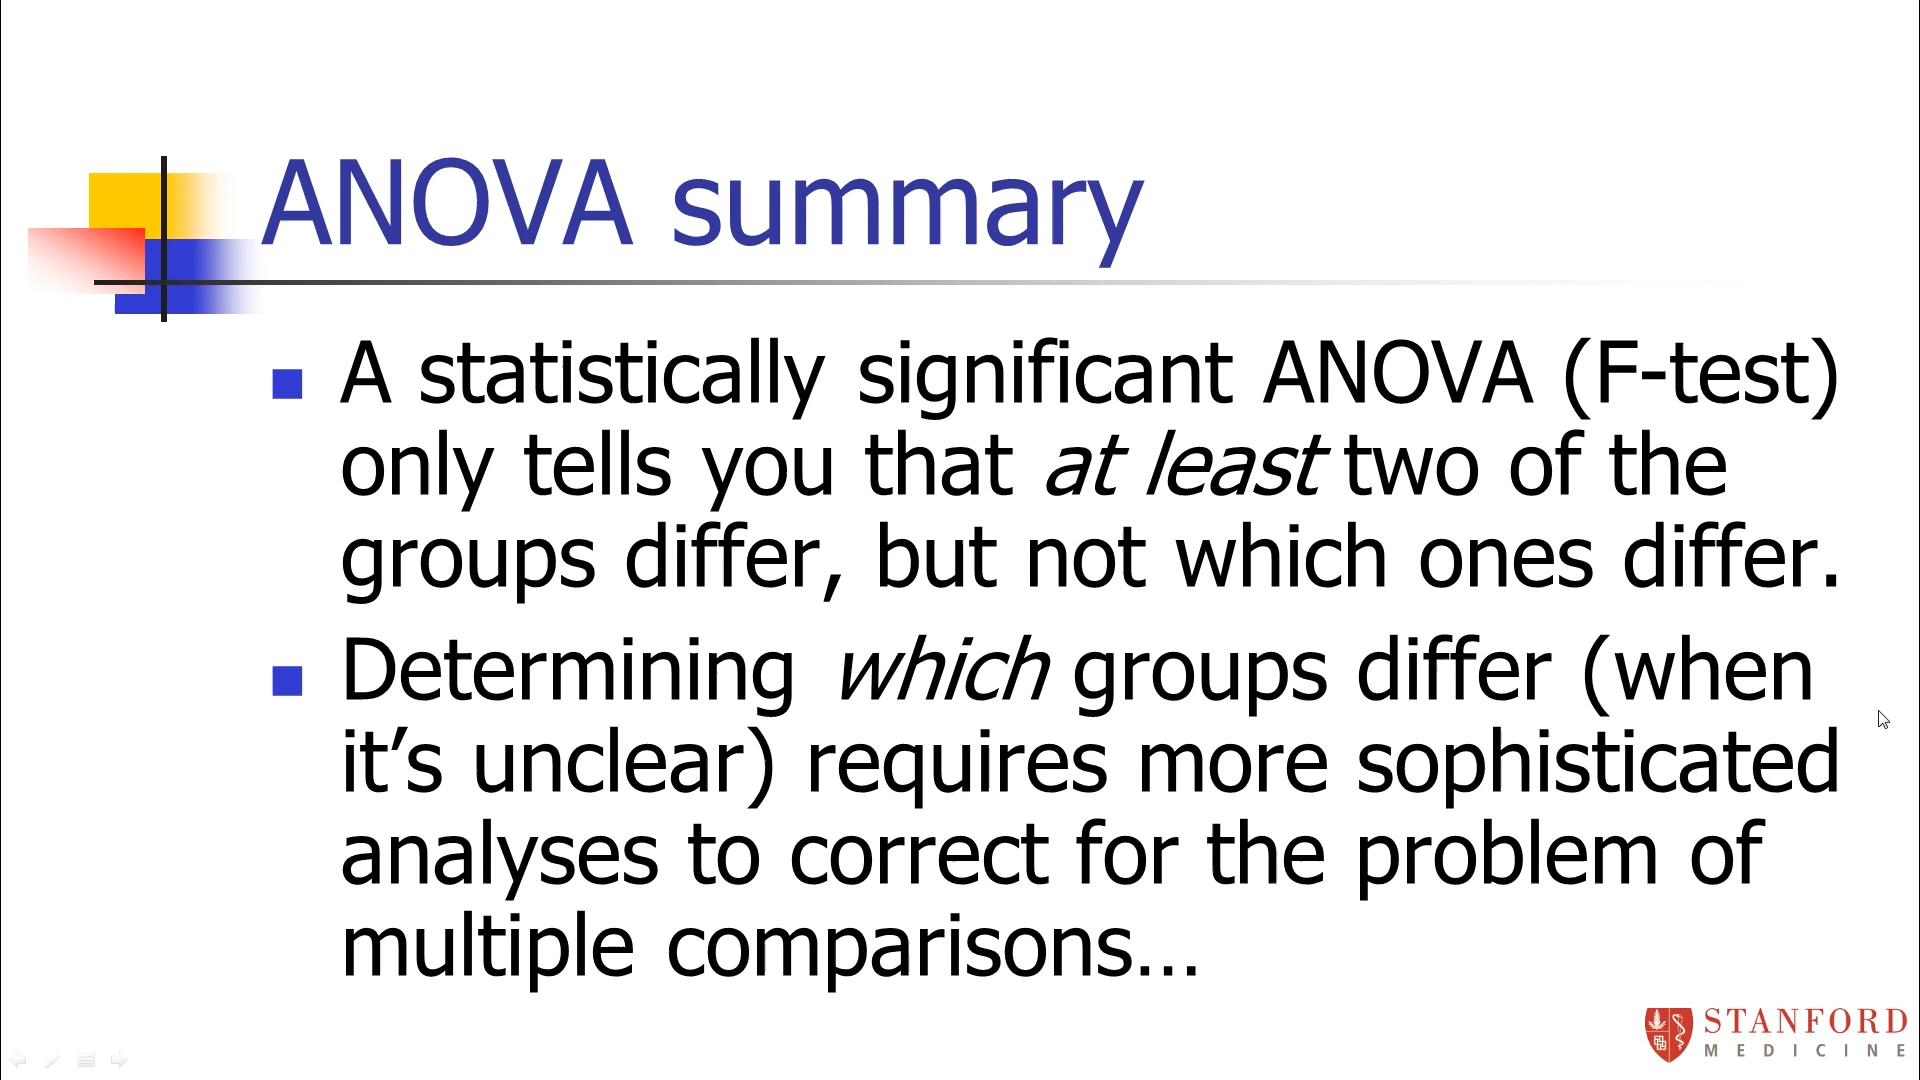 ANOVA summary
A statistically significant ANOVA (F-test)
only tells you that at least two of the
groups differ, but not which ones differ.
Determining which groups differ (when
it’s unclear) requires more sophisticated
analyses to correct for the problem of
multiple comparisons…
STANFORD
MEDICINE